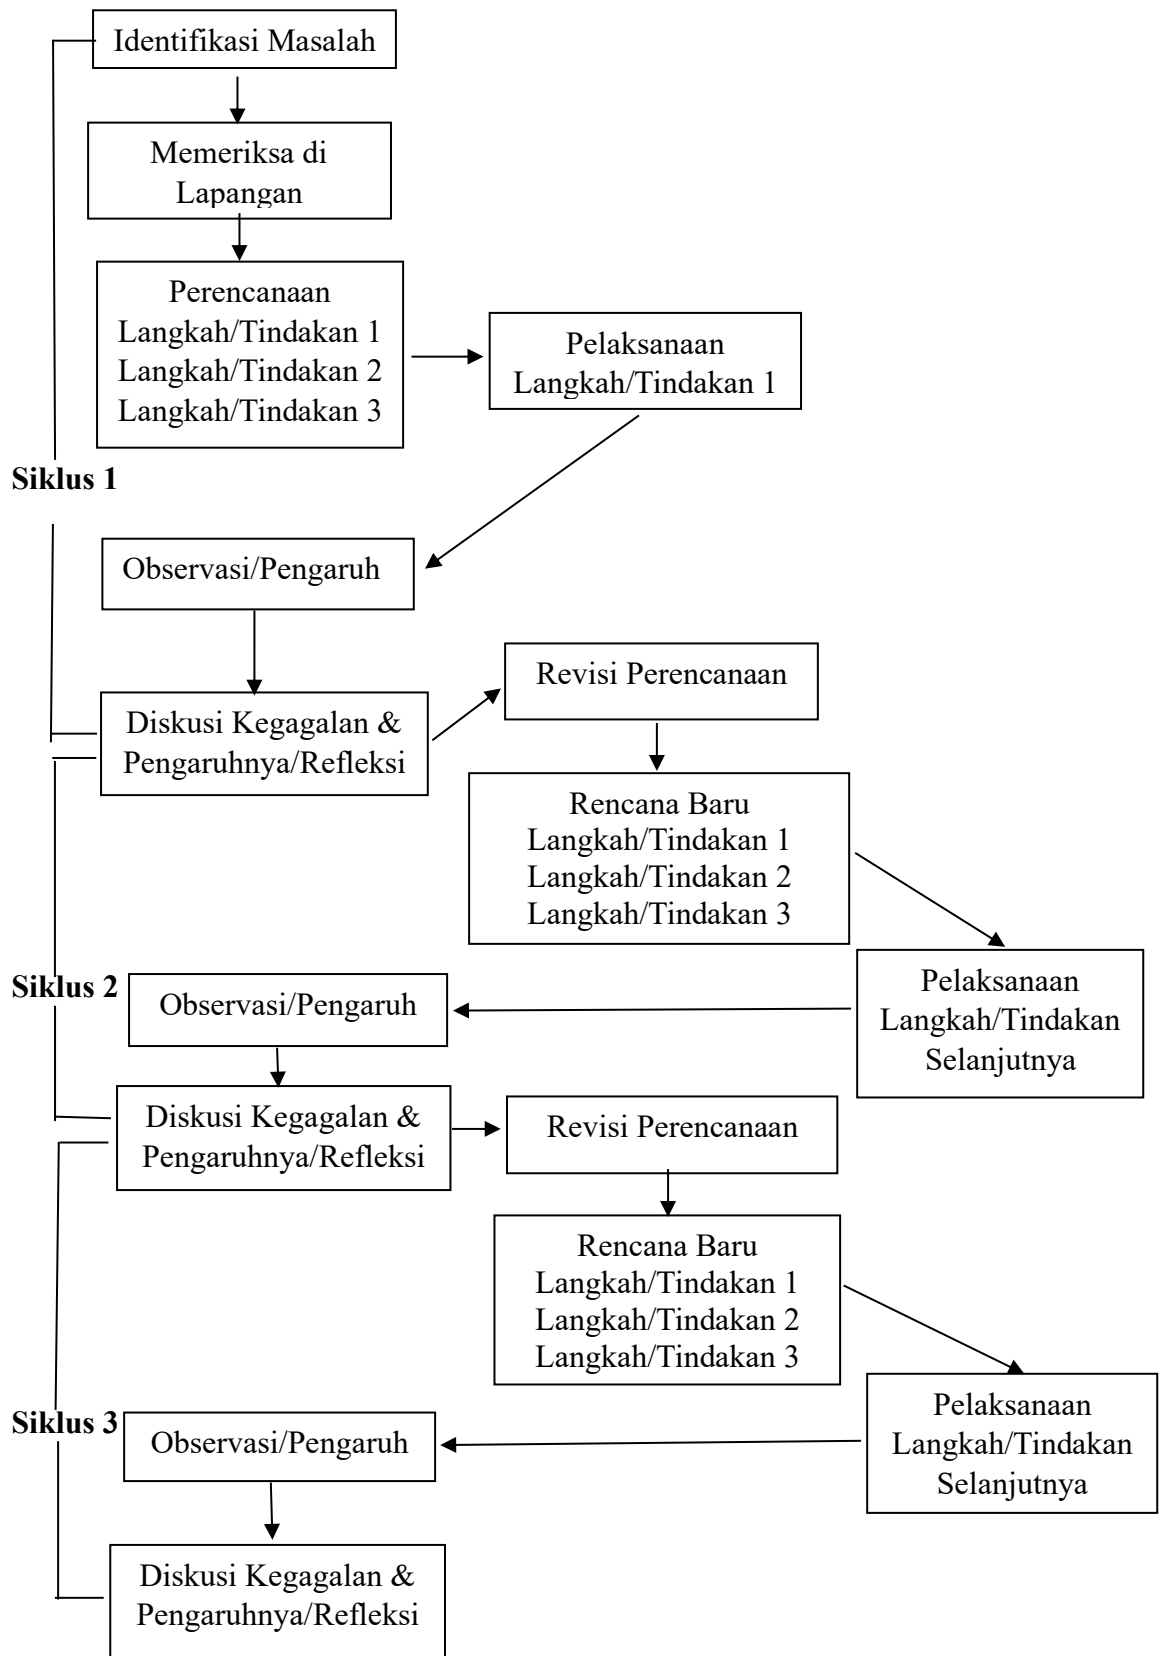 Identifikasi Masalah
Memeriksa di
Lapangan
Perencanaan
Langkah/Tindakan 1
Langkah/Tindakan 2
Langkah/Tindakan 3
Pelaksanaan
Langkah/Tindakan 1
Siklus 1
Observasi/Pengaruh
Revisi Perencanaan
Diskusi Kegagalan &
Pengaruhnya/Refleksi
Rencana Baru
Langkah/Tindakan 1
Langkah/Tindakan 2
Langkah/Tindakan 3
Siklus 2
Observasi/Pengaruh
Pelaksanaan
Langkah/Tindakan
Selanjutnya
Diskusi Kegagalan &
Pengaruhnya/Refleksi
Revisi Perencanaan
Rencana Baru
Langkah/Tindakan 1
Langkah/Tindakan 2
Langkah/Tindakan 3
Siklus 3
Observasi/Pengaruh
Pelaksanaan
Langkah/Tindakan
Selanjutnya
Diskusi Kegagalan &
Pengaruhnya/Refleksi